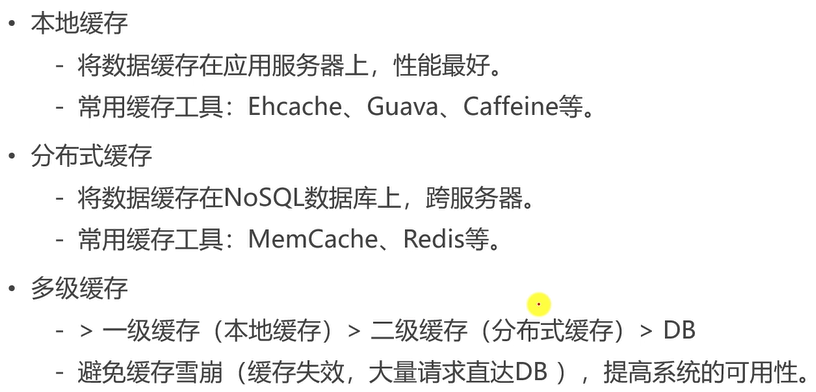 • 本地缓存
- 将数据缓存在应用服务器上，性能最好。
- 常用缓存工具：Ehcache、Guava、Caffeine等。
• 分布式缓存
- 将数据缓存在NoSQL数据库上，跨服务器。
- 常用缓存工具：MemCache、Redis等。
• 多级缓存
- > 一级缓存（本地缓存）> 二级缓存（分布式缓存）> DB
- 避免缓存雪崩（缓存失效，大量请求直达DB ），提高系统的可用性。